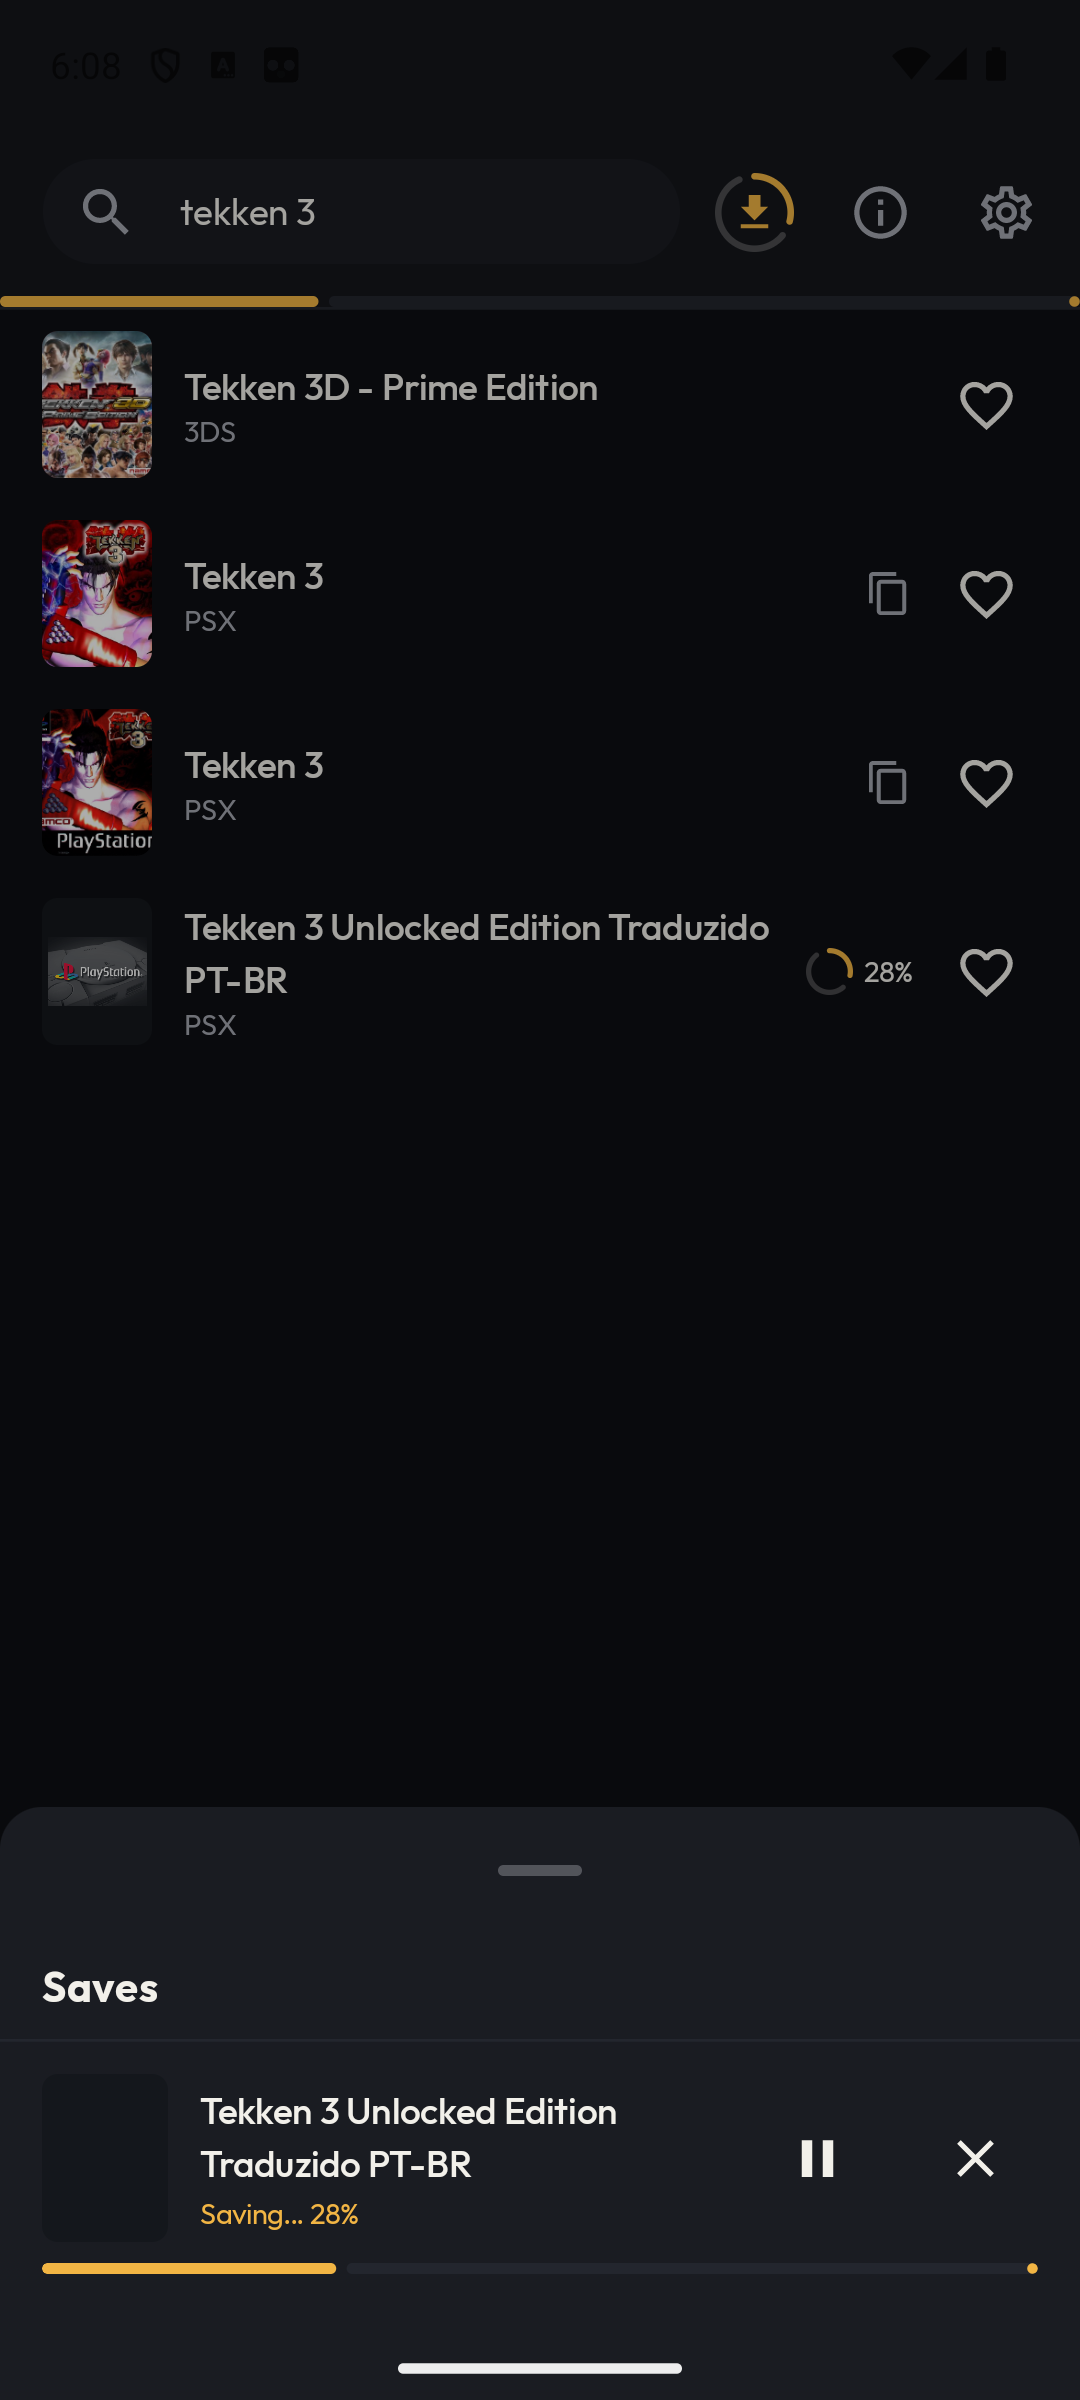 6:08
tekken 3
Tekken 3D - Prime Edition
3DS
Tekken 3
PSX
Tekken 3
PSX
PlayStation
Tekken 3 Unlocked Edition Traduzido
PT-BR
PSX
28%
Saves
Tekken 3 Unlocked Edition
Traduzido PT-BR
Saving... 28%